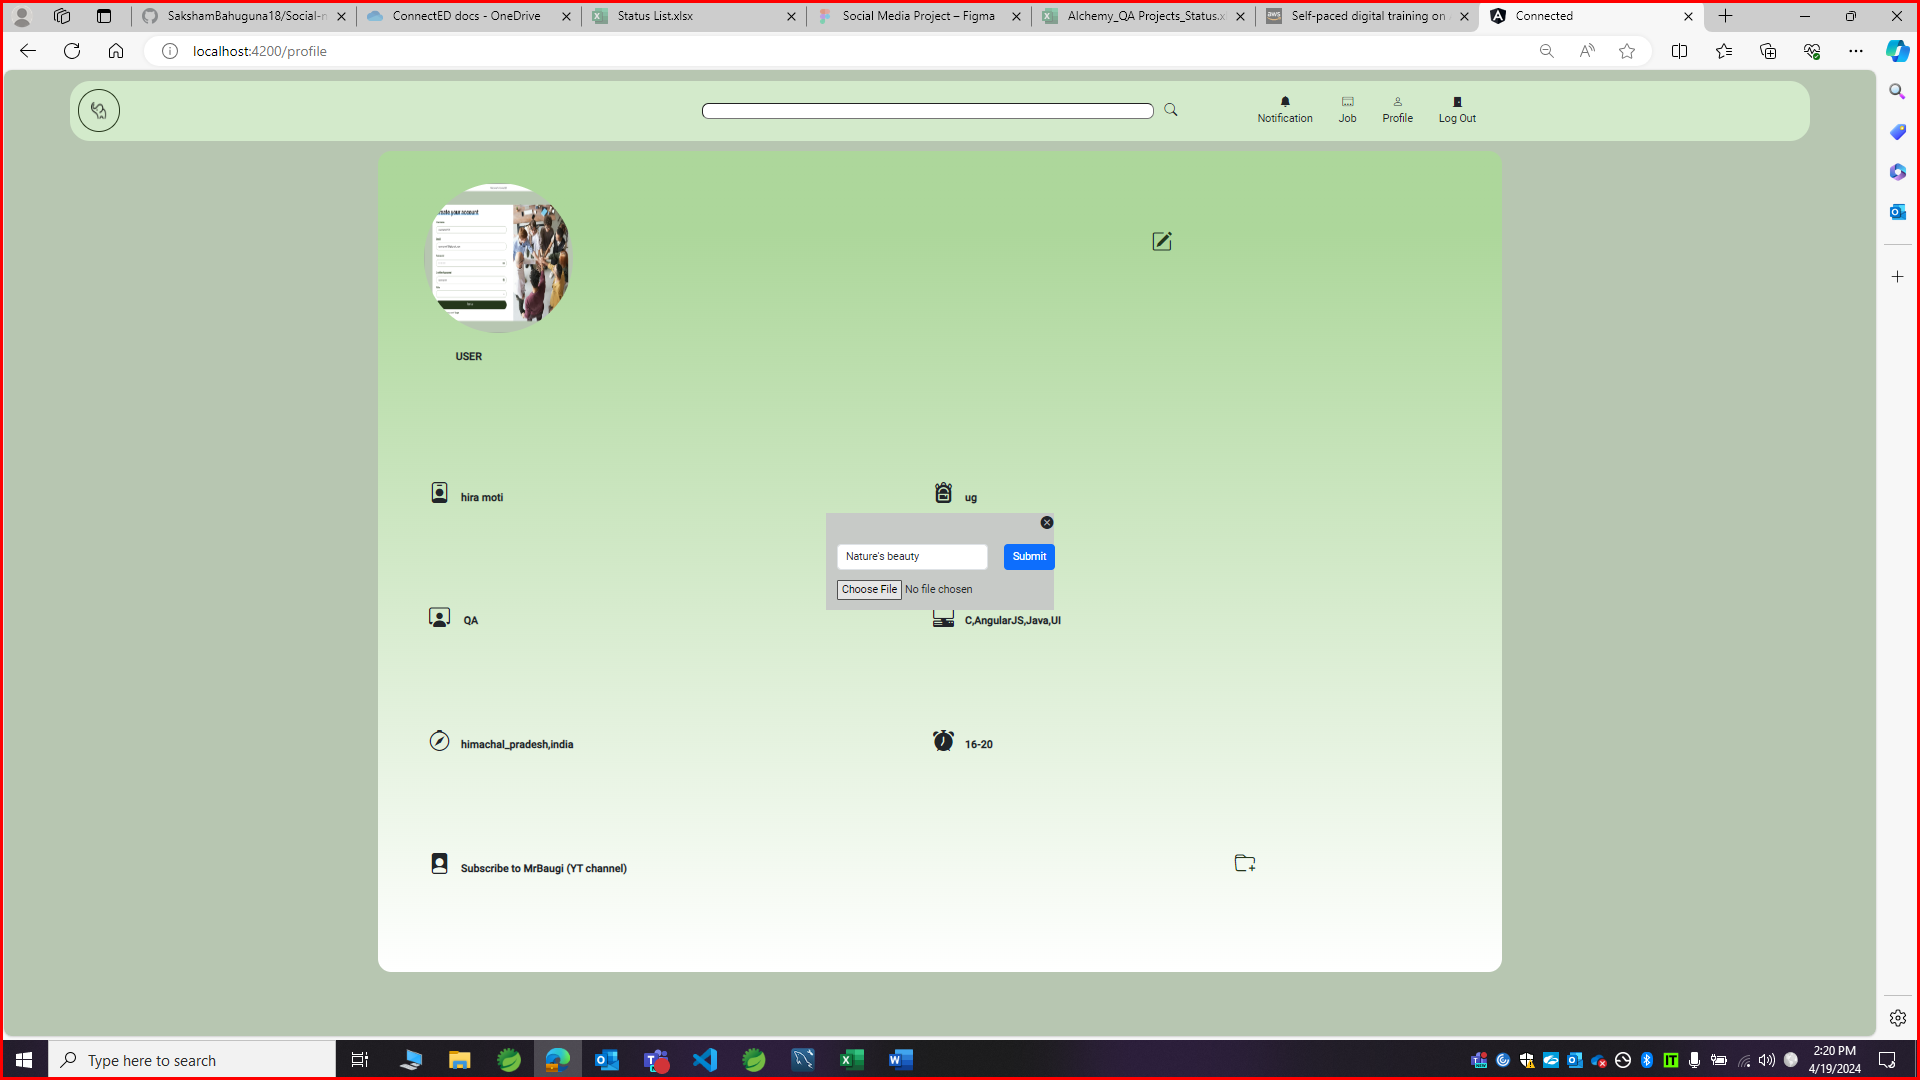 SakshamBahuguna18/Social-n
ConnectED docs - OneDrive
Status List.xlsx
Social Media Project – Figma
Alchemy_QA Projects_Status.x
Self-paced digital training on
Connected
localhost:4200/profile
Notification
Job
Profile
Log Out
Create your account
USER
hira moti
ug
Nature's beauty
Submit
Choose File No file chosen
QA
C,AngularJS,Java,UI
himachal_pradesh,india
16-20
Subscribe to MrBaugi (YT channel)
Type here to search
2:20 PM
4/19/2024